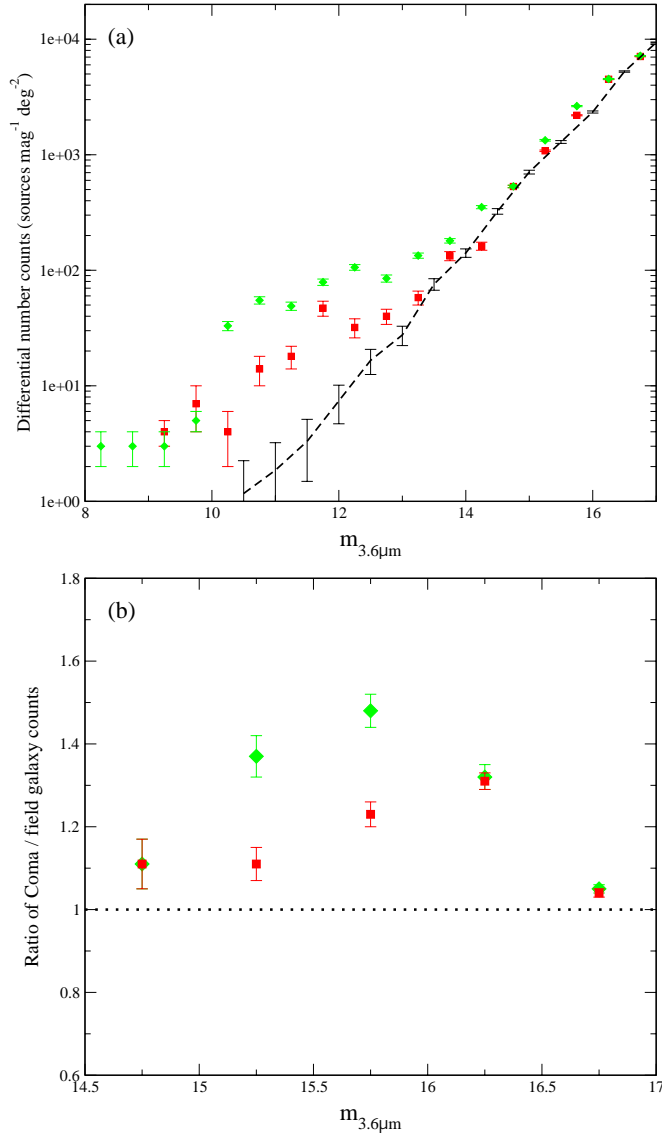 (a)
Differential number counts (sources mag⁻¹ deg⁻²)
1e+04
1e+03
1e+02
1e+01
1e+00
8 10 12 14 16
m3.6μm
(b)
Ratio of Coma / field galaxy counts
1.8
1.6
1.4
1.2
1
0.8
0.6
14.5 15 15.5 16 16.5 17
m3.6μm